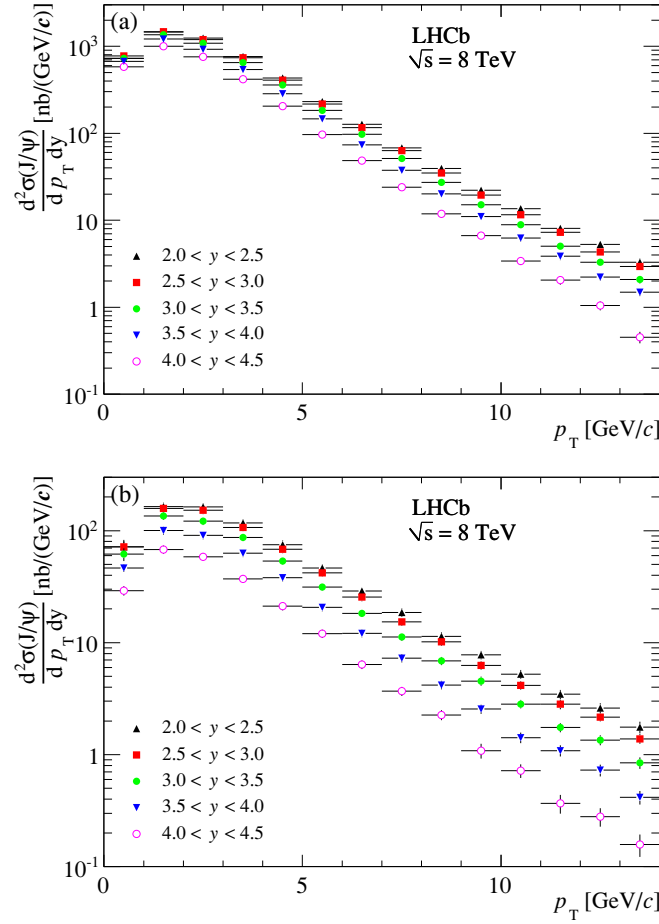 (a)
LHCb
√s = 8 TeV
d²σ(J/ψ)
d p_T dy [nb/(GeV/c)]
10³
10²
10
1
10⁻¹
2.0 < y < 2.5
2.5 < y < 3.0
3.0 < y < 3.5
3.5 < y < 4.0
4.0 < y < 4.5
0 5 10
p_T [GeV/c]
(b)
LHCb
√s = 8 TeV
d²σ(J/ψ)
d p_T dy [nb/(GeV/c)]
10²
10
1
10⁻¹
2.0 < y < 2.5
2.5 < y < 3.0
3.0 < y < 3.5
3.5 < y < 4.0
4.0 < y < 4.5
0 5 10
p_T [GeV/c]